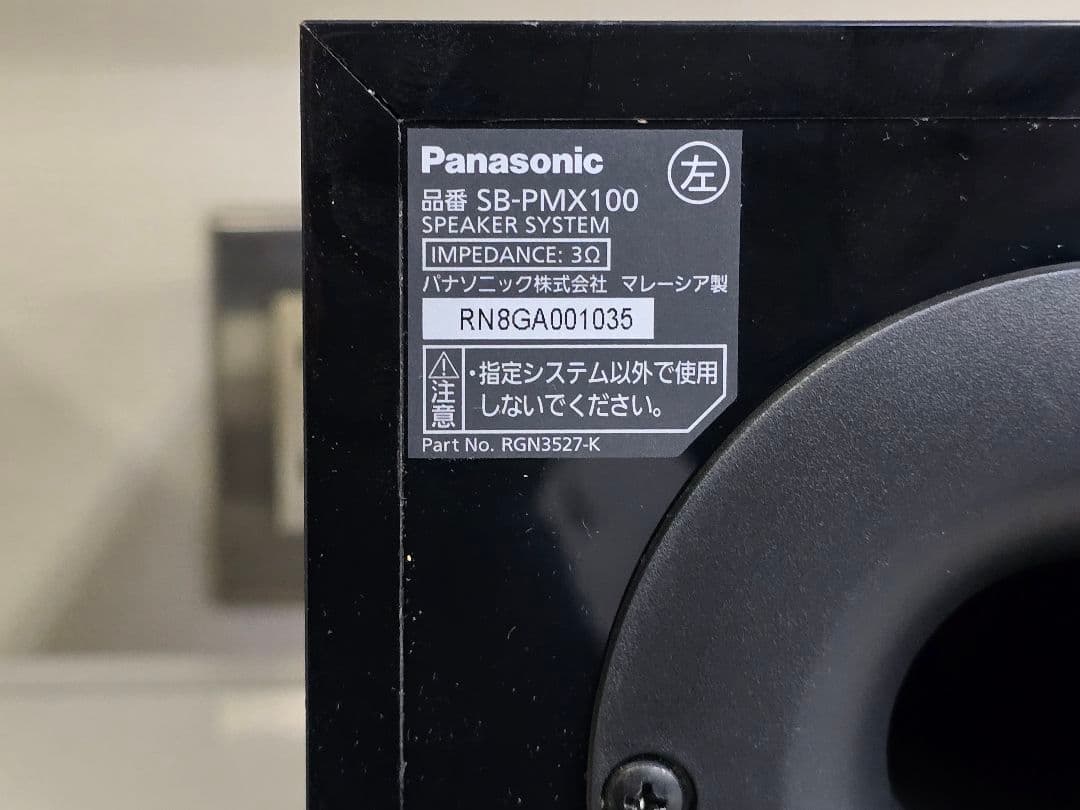 Panasonic
左
品番 SB-PMX100
SPEAKER SYSTEM
IMPEDANCE: 3Ω
パナソニック株式会社 マレーシア製
RN8GA001035
注意
・指定システム以外で使用
しないでください。
Part No. RGN3527-K